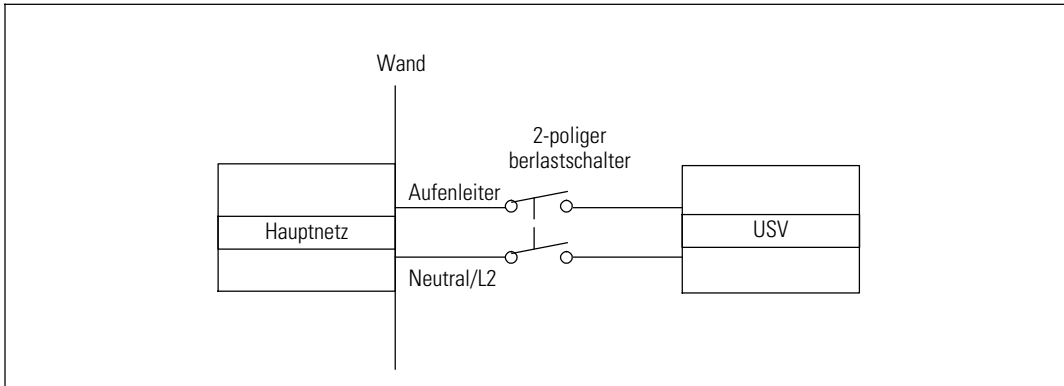 Wand
2-poliger
berlastschalter
Aufenleiter
Hauptnetz
USV
Neutral/L2